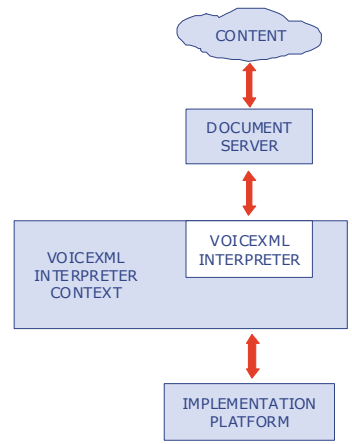 CONTENT
DOCUMENT
SERVER
VOICEXML
INTERPRETER
VOICEXML
INTERPRETER
CONTEXT
IMPLEMENTATION
PLATFORM